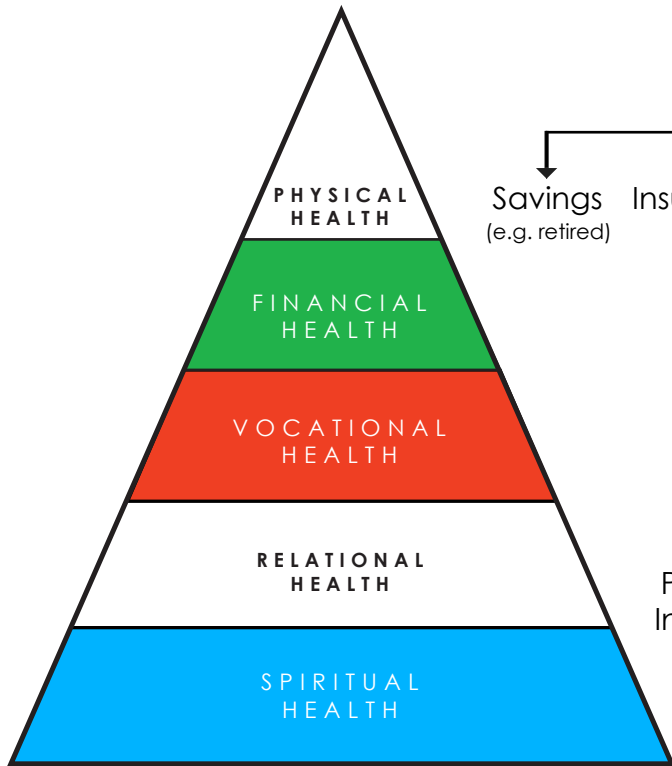 PHYSICAL
HEALTH
Savings
(e.g. retired)
FINANCIAL
HEALTH
VOCATIONAL
HEALTH
RELATIONAL
HEALTH
SPIRITUAL
HEALTH